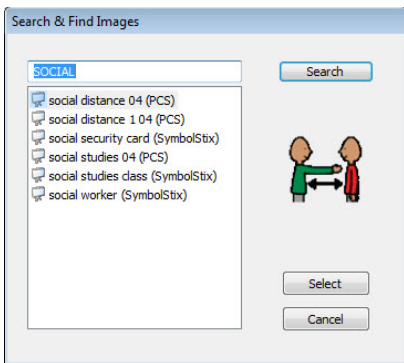 Search & Find Images
SOCIAL
Search
social distance 04 (PCS)
social distance 1 04 (PCS)
social security card (SymbolStix)
social studies 04 (PCS)
social studies class (SymbolStix)
social worker (SymbolStix)
Select
Cancel